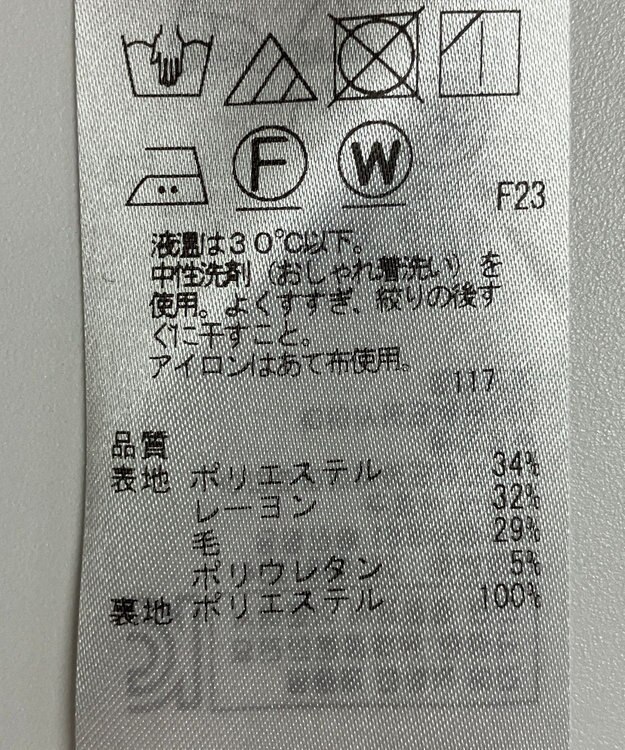 F
W
F23
液温は30℃以下。
中性洗剤（おしゃれ着洗い）を
使用。よくすすぎ、絞りの後す
ぐに干すこと。
アイロンはあて布使用。
117
品質
表地 ポリエステル 34%
レーヨン 32%
毛 29%
ポリウレタン 5%
裏地 ポリエステル 100%